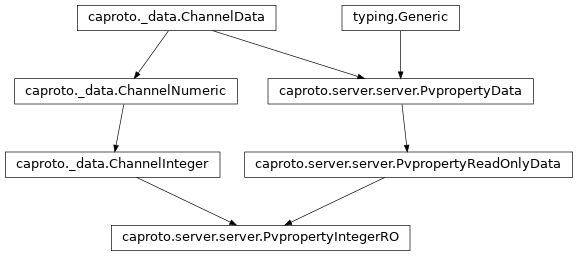 caproto._data.ChannelData
typing.Generic
caproto._data.ChannelNumeric
caproto.server.server.PvpropertyData
caproto._data.ChannelInteger
caproto.server.server.PvpropertyReadOnlyData
caproto.server.server.PvpropertyIntegerRO